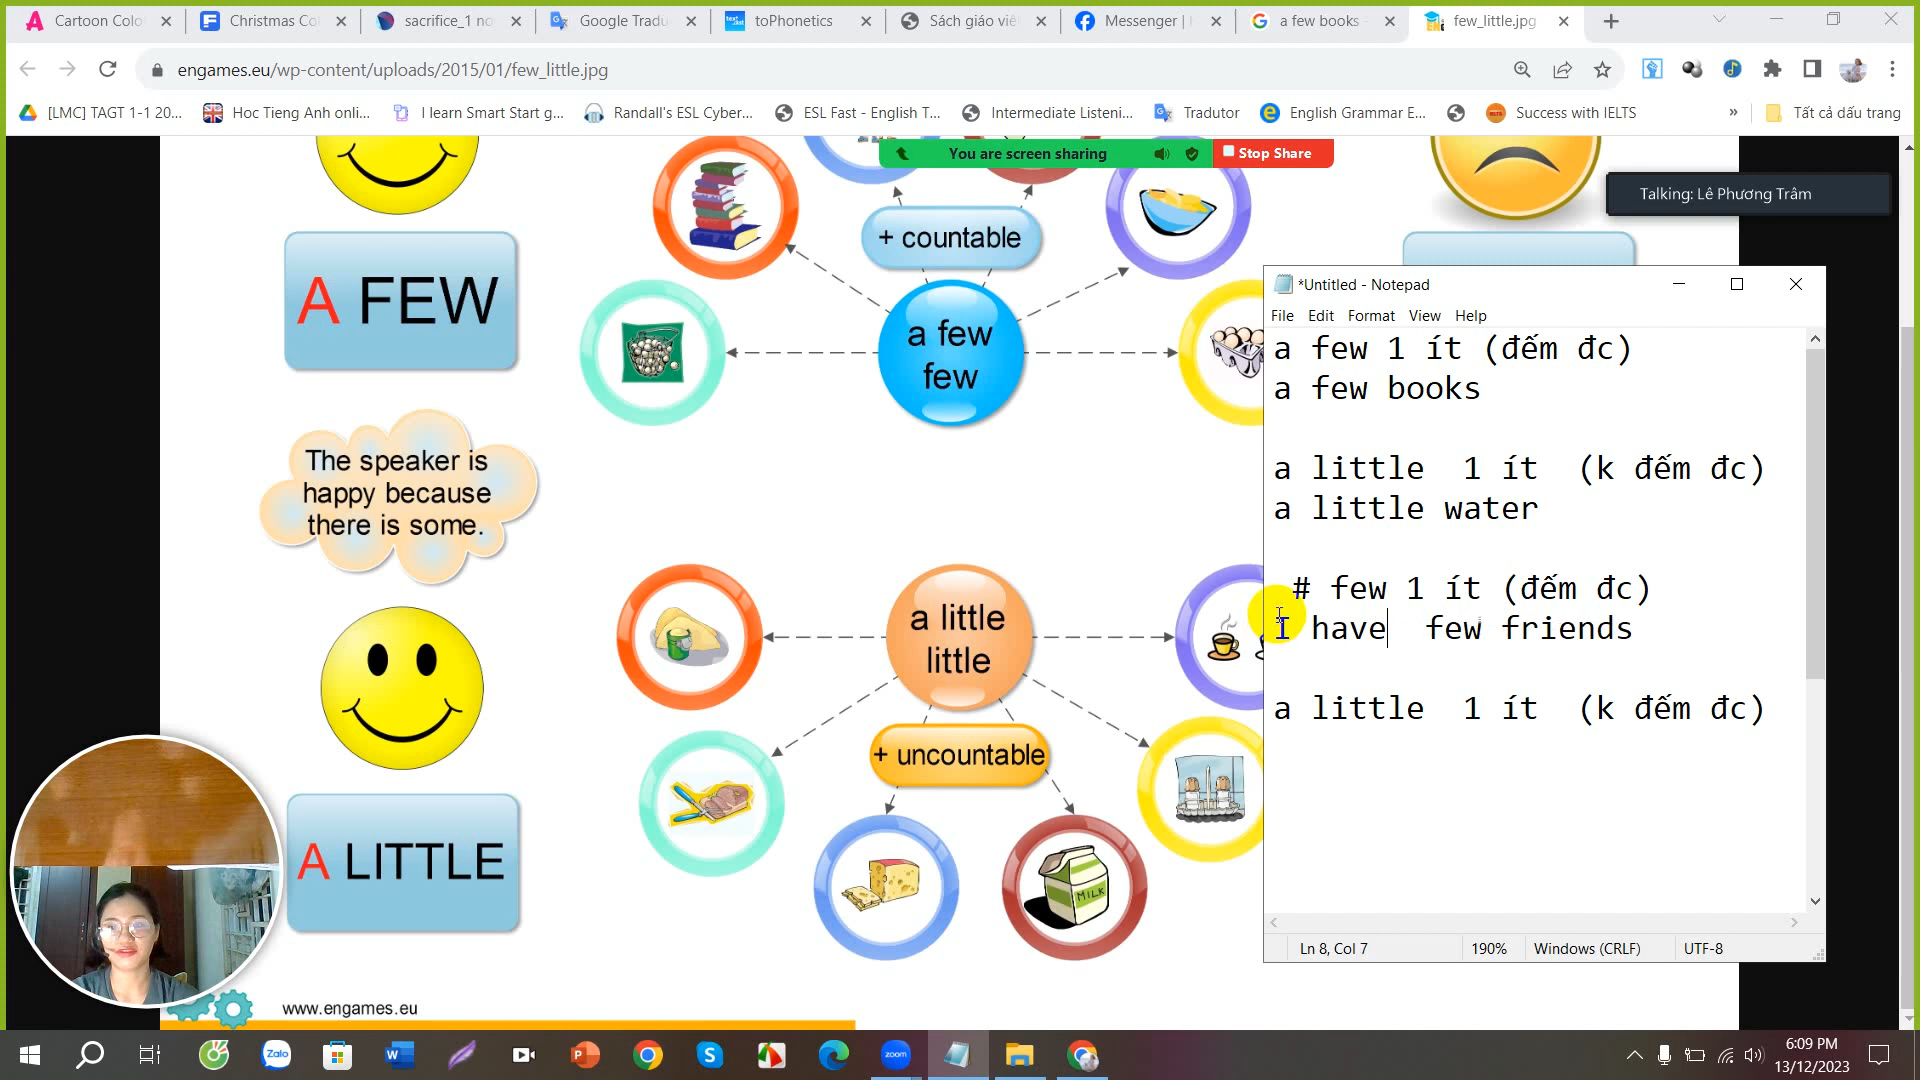 Cartoon Colo
Christmas Co
sacrifice_1 no
Google Tradu
toPhonetics
Sách giáo viê
Messenger |
a few books -
few_little.jpg
engames.eu/wp-content/uploads/2015/01/few_little.jpg
[LMC] TAGT 1-1 20...
Hoc Tieng Anh onli...
I learn Smart Start g...
Randall's ESL Cyber...
ESL Fast - English T...
Intermediate Listeni...
Tradutor
English Grammar E...
Success with IELTS
»
Tất cả dấu trang
You are screen sharing
Stop Share
Talking: Lê Phương Trâm
+ countable
A FEW
a few
few
The speaker is
happy because
there is some.
a little
little
+ uncountable
MILK
A LITTLE
www.engames.eu
*Untitled - Notepad
File Edit Format View Help
a few 1 ít (đếm đc)
a few books
a little  1 ít  (k đếm đc)
a little water
# few 1 ít (đếm đc)
I have  few friends
a little  1 ít  (k đếm đc)
Ln 8, Col 7
190%
Windows (CRLF)
UTF-8
Zalo
zoom
6:09 PM
13/12/2023